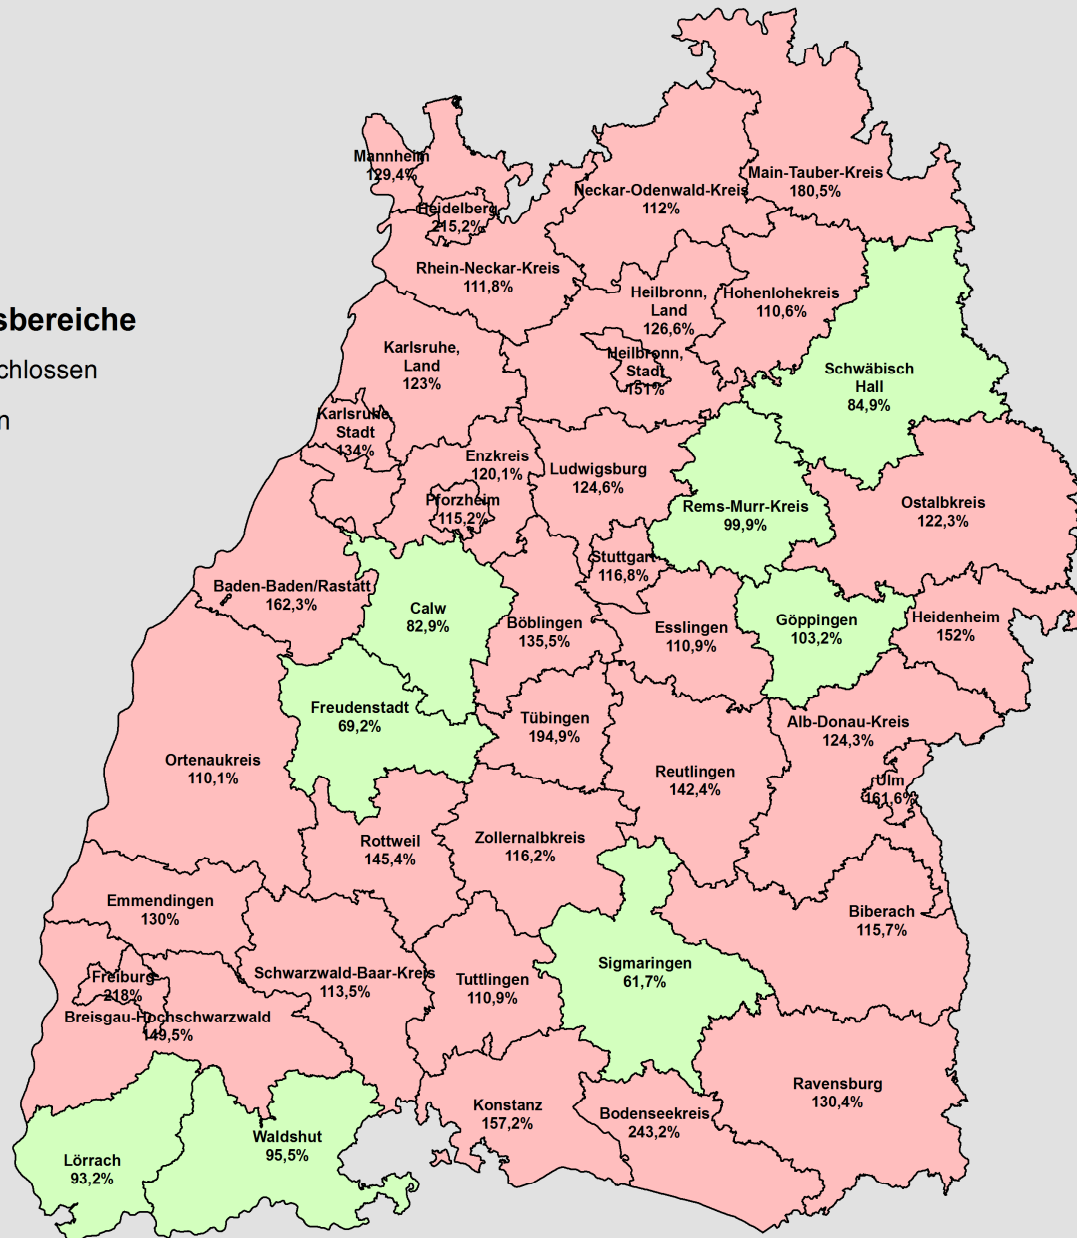 sbereiche
chlossen
n
Mannheim
129,4%
Heidelberg
215,2%
Neckar-Odenwald-Kreis
112%
Main-Tauber-Kreis
180,5%
Rhein-Neckar-Kreis
111,8%
Heilbronn,
Land
126,6%
Hohenlohekreis
110,6%
Karlsruhe,
Land
123%
Heilbronn,
Stadt
151%
Schwäbisch
Hall
84,9%
Karlsruhe,
Stadt
134%
Enzkreis
120,1%
Ludwigsburg
124,6%
Pforzheim
115,2%
Rems-Murr-Kreis
99,9%
Ostalbkreis
122,3%
Stuttgart
116,8%
Baden-Baden/Rastatt
162,3%
Calw
82,9%
Böblingen
135,5%
Esslingen
110,9%
Göppingen
103,2%
Heidenheim
152%
Freudenstadt
69,2%
Tübingen
194,9%
Alb-Donau-Kreis
124,3%
Ortenaukreis
110,1%
Reutlingen
142,4%
Ulm
161,6%
Rottweil
145,4%
Zollernalbkreis
116,2%
Emmendingen
130%
Biberach
115,7%
Freiburg
218%
Schwarzwald-Baar-Kreis
113,5%
Tuttlingen
110,9%
Sigmaringen
61,7%
Breisgau-Hochschwarzwald
149,5%
Konstanz
157,2%
Bodenseekreis
243,2%
Ravensburg
130,4%
Waldshut
95,5%
Lörrach
93,2%